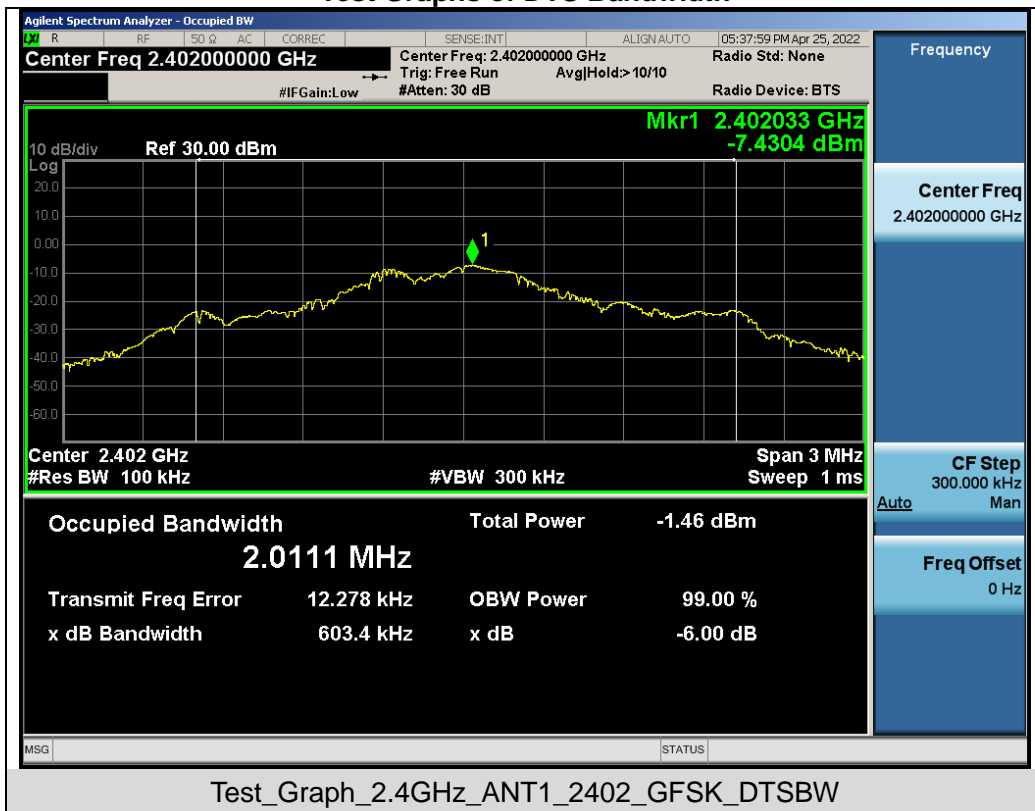 Test Graphs of DTS Bandwidth
Agilent Spectrum Analyzer - Occupied BW
LXI R RF 50 Ω AC CORREC SENSE:INT ALIGNAUTO 05:37:59 PM Apr 25, 2022
Center Freq 2.402000000 GHz
Center Freq: 2.402000000 GHz
Radio Std: None
Trig: Free Run Avg|Hold:>10/10
#IFGain:Low #Atten: 30 dB Radio Device: BTS
Frequency
Mkr1 2.402033 GHz
-7.4304 dBm
10 dB/div Ref 30.00 dBm
Log
20.0
10.0
0.00
-10.0
-20.0
-30.0
-40.0
-50.0
-60.0
1
Center 2.402 GHz Span 3 MHz
#Res BW 100 kHz #VBW 300 kHz Sweep 1 ms
Center Freq
2.402000000 GHz
CF Step
300.000 kHz
Auto Man
Freq Offset
0 Hz
Occupied Bandwidth Total Power -1.46 dBm
2.0111 MHz
Transmit Freq Error 12.278 kHz OBW Power 99.00 %
x dB Bandwidth 603.4 kHz x dB -6.00 dB
MSG STATUS
Test_Graph_2.4GHz_ANT1_2402_GFSK_DTSBW